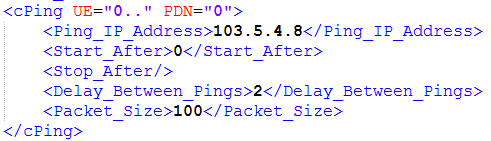 <cPing UE="0.." PDN="0">
<Ping_IP_Address>103.5.4.8</Ping_IP_Address>
<Start_After>0</Start_After>
<Stop_After/>
<Delay_Between_Pings>2</Delay_Between_Pings>
<Packet_Size>100</Packet_Size>
</cPing>